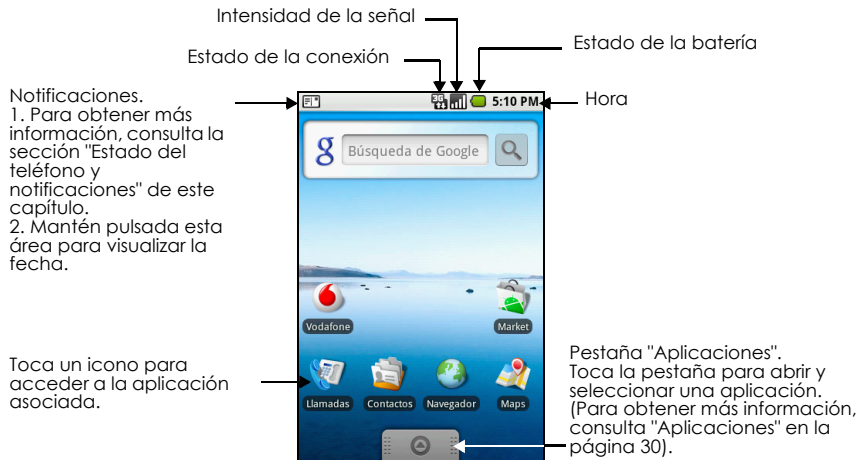 Intensidad de la señal
Estado de la conexión
Estado de la batería
Notificaciones.
1. Para obtener más
información, consulta la
sección "Estado del
teléfono y
notificaciones" de este
capítulo.
2. Mantén pulsada esta
área para visualizar la
fecha.
3G
5:10 PM
Hora
g
Búsqueda de Google
Vodafone
Market
Toca un icono para
acceder a la aplicación
asociada.
Llamadas
Contactos
Navegador
Maps
Pestaña "Aplicaciones".
Toca la pestaña para abrir y
seleccionar una aplicación.
(Para obtener más información,
consulta "Aplicaciones" en la
página 30).